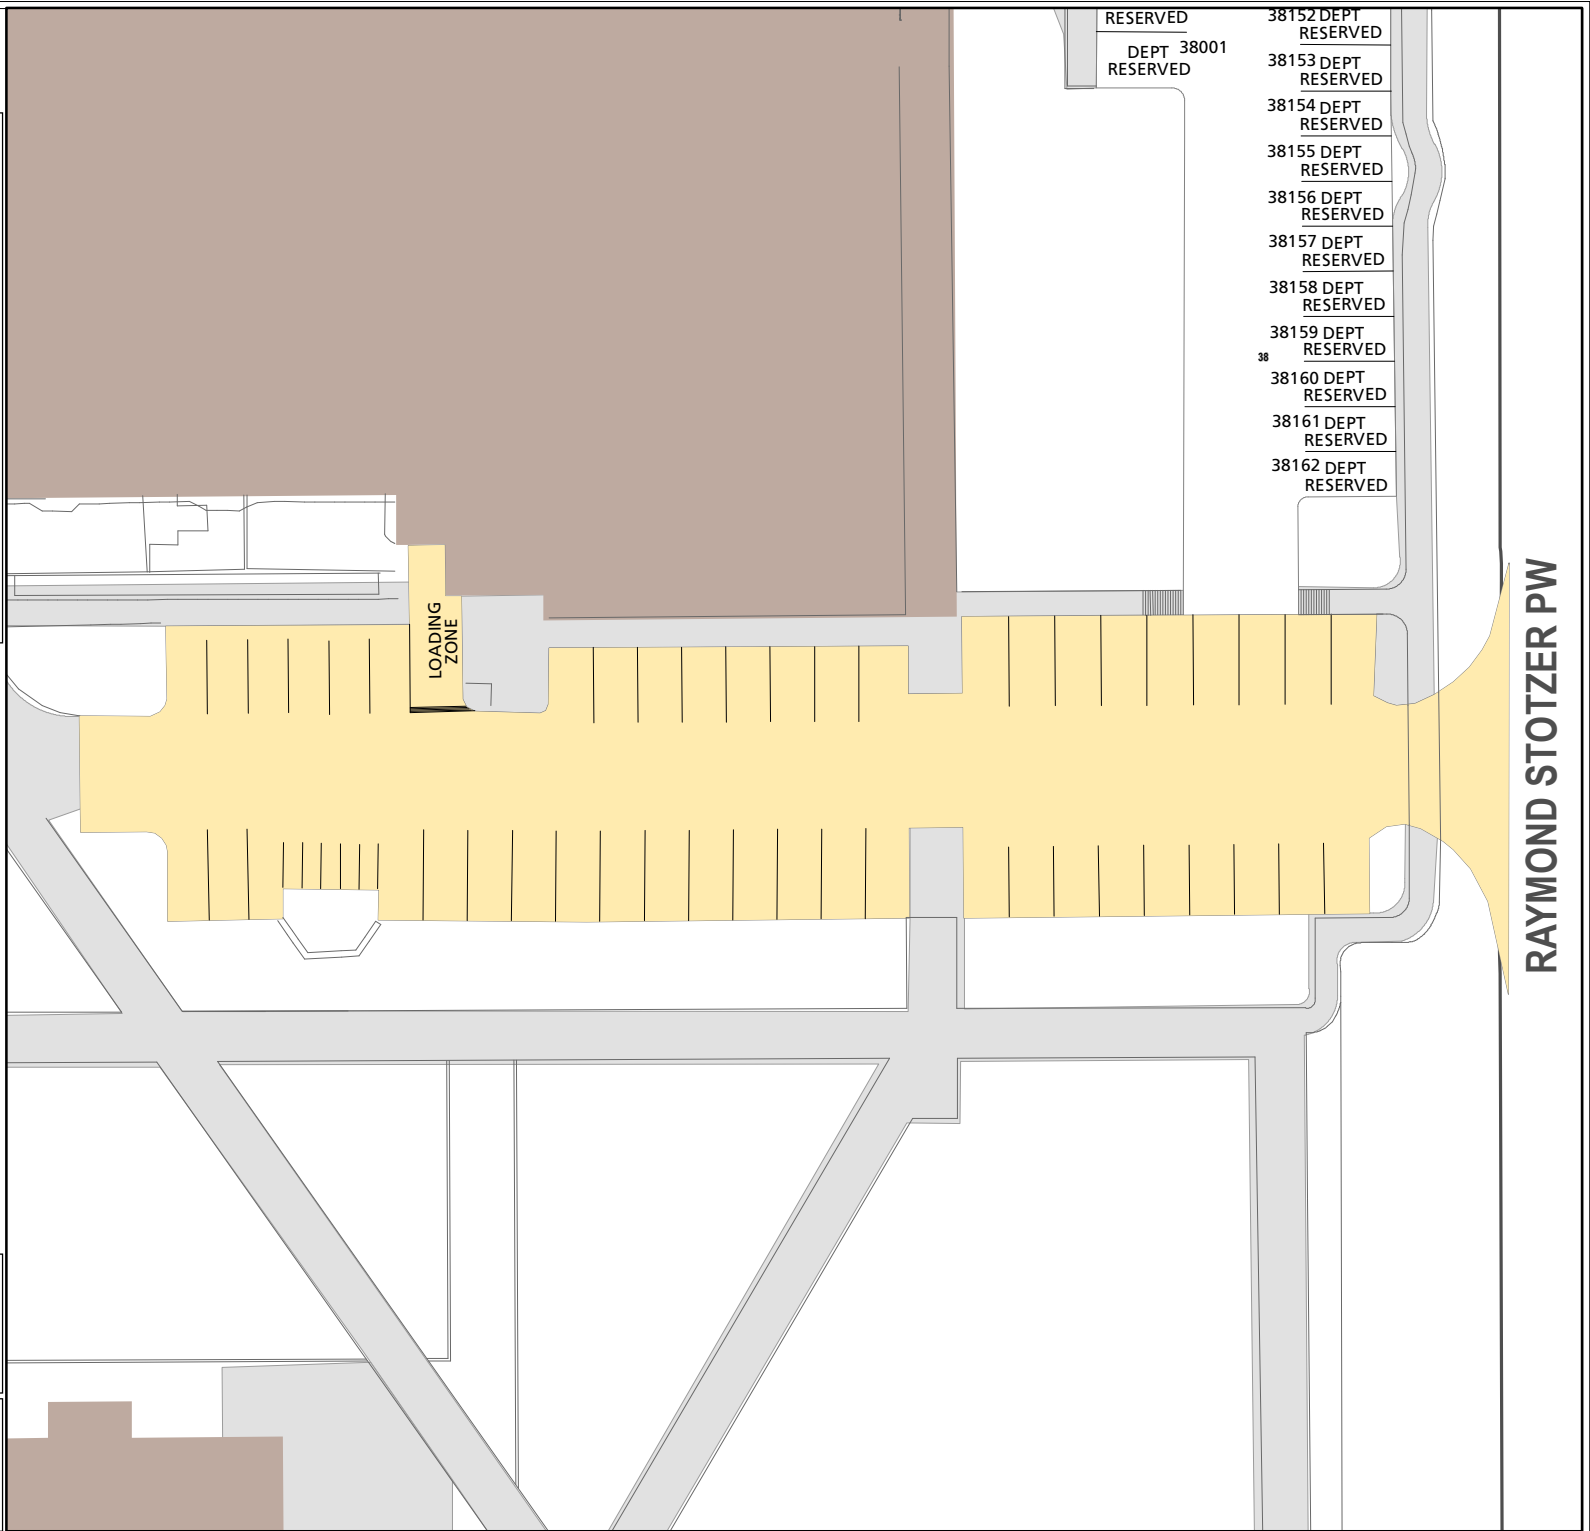 RESERVED
DEPT 38001
RESERVED
38152 DEPT
RESERVED
38153 DEPT
RESERVED
38154 DEPT
RESERVED
38155 DEPT
RESERVED
38156 DEPT
RESERVED
38157 DEPT
RESERVED
38158 DEPT
RESERVED
38159 DEPT
RESERVED
38
38160 DEPT
RESERVED
38161 DEPT
RESERVED
38162 DEPT
RESERVED
LOADING
ZONE
RAYMOND STOTZER PW